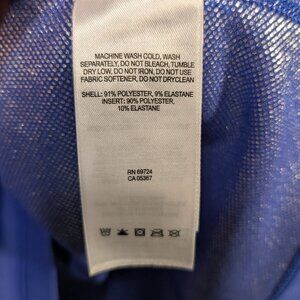 MACHINE WASH COLD, WASH
SEPARATELY, DO NOT BLEACH, TUMBLE
DRY LOW, DO NOT IRON, DO NOT USE
FABRIC SOFTENER, DO NOT DRYCLEAN
SHELL: 91% POLYESTER, 9% ELASTANE
INSERT: 90% POLYESTER,
10% ELASTANE
RN 69724
CA 05367